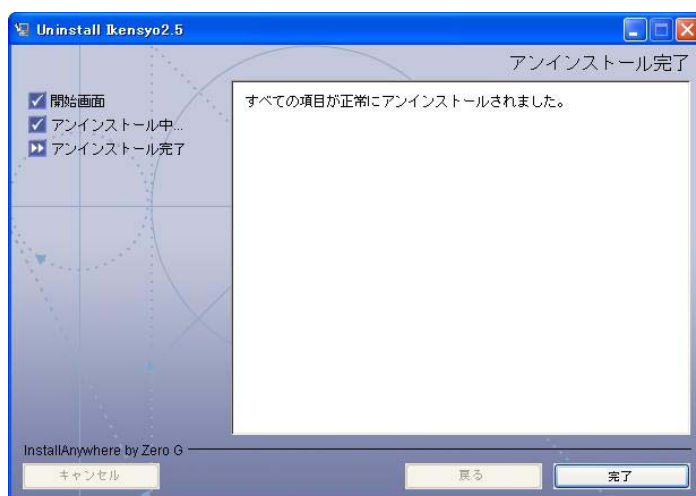 Uninstall Ikensyo2.5
アンインストール完了
開始画面
アンインストール中...
アンインストール完了
すべての項目が正常にアンインストールされました。
InstallAnywhere by Zero G
キャンセル
戻る
完了